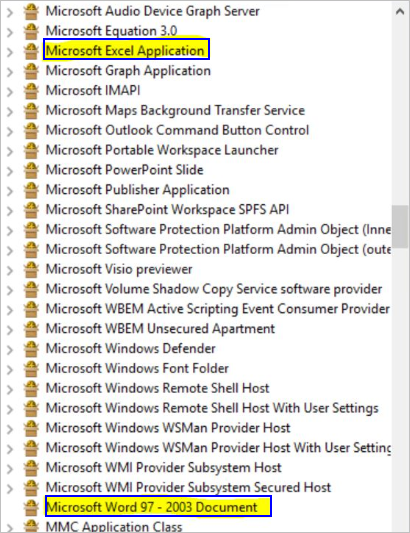 Microsoft Audio Device Graph Server
Microsoft Equation 3.0
Microsoft Excel Application
Microsoft Graph Application
Microsoft IMAPI
Microsoft Maps Background Transfer Service
Microsoft Outlook Command Button Control
Microsoft Portable Workspace Launcher
Microsoft PowerPoint Slide
Microsoft Publisher Application
Microsoft SharePoint Workspace SPFS API
Microsoft Software Protection Platform Admin Object (Inne
Microsoft Software Protection Platform Admin Object (oute
Microsoft Visio previewer
Microsoft Volume Shadow Copy Service software provider
Microsoft WBEM Active Scripting Event Consumer Provider
Microsoft WBEM Unsecured Apartment
Microsoft Windows Defender
Microsoft Windows Font Folder
Microsoft Windows Remote Shell Host
Microsoft Windows Remote Shell Host With User Settings
Microsoft Windows WSMan Provider Host
Microsoft Windows WSMan Provider Host With User Setting
Microsoft WMI Provider Subsystem Host
Microsoft WMI Provider Subsystem Secured Host
Microsoft Word 97 - 2003 Document
MMC Application Class